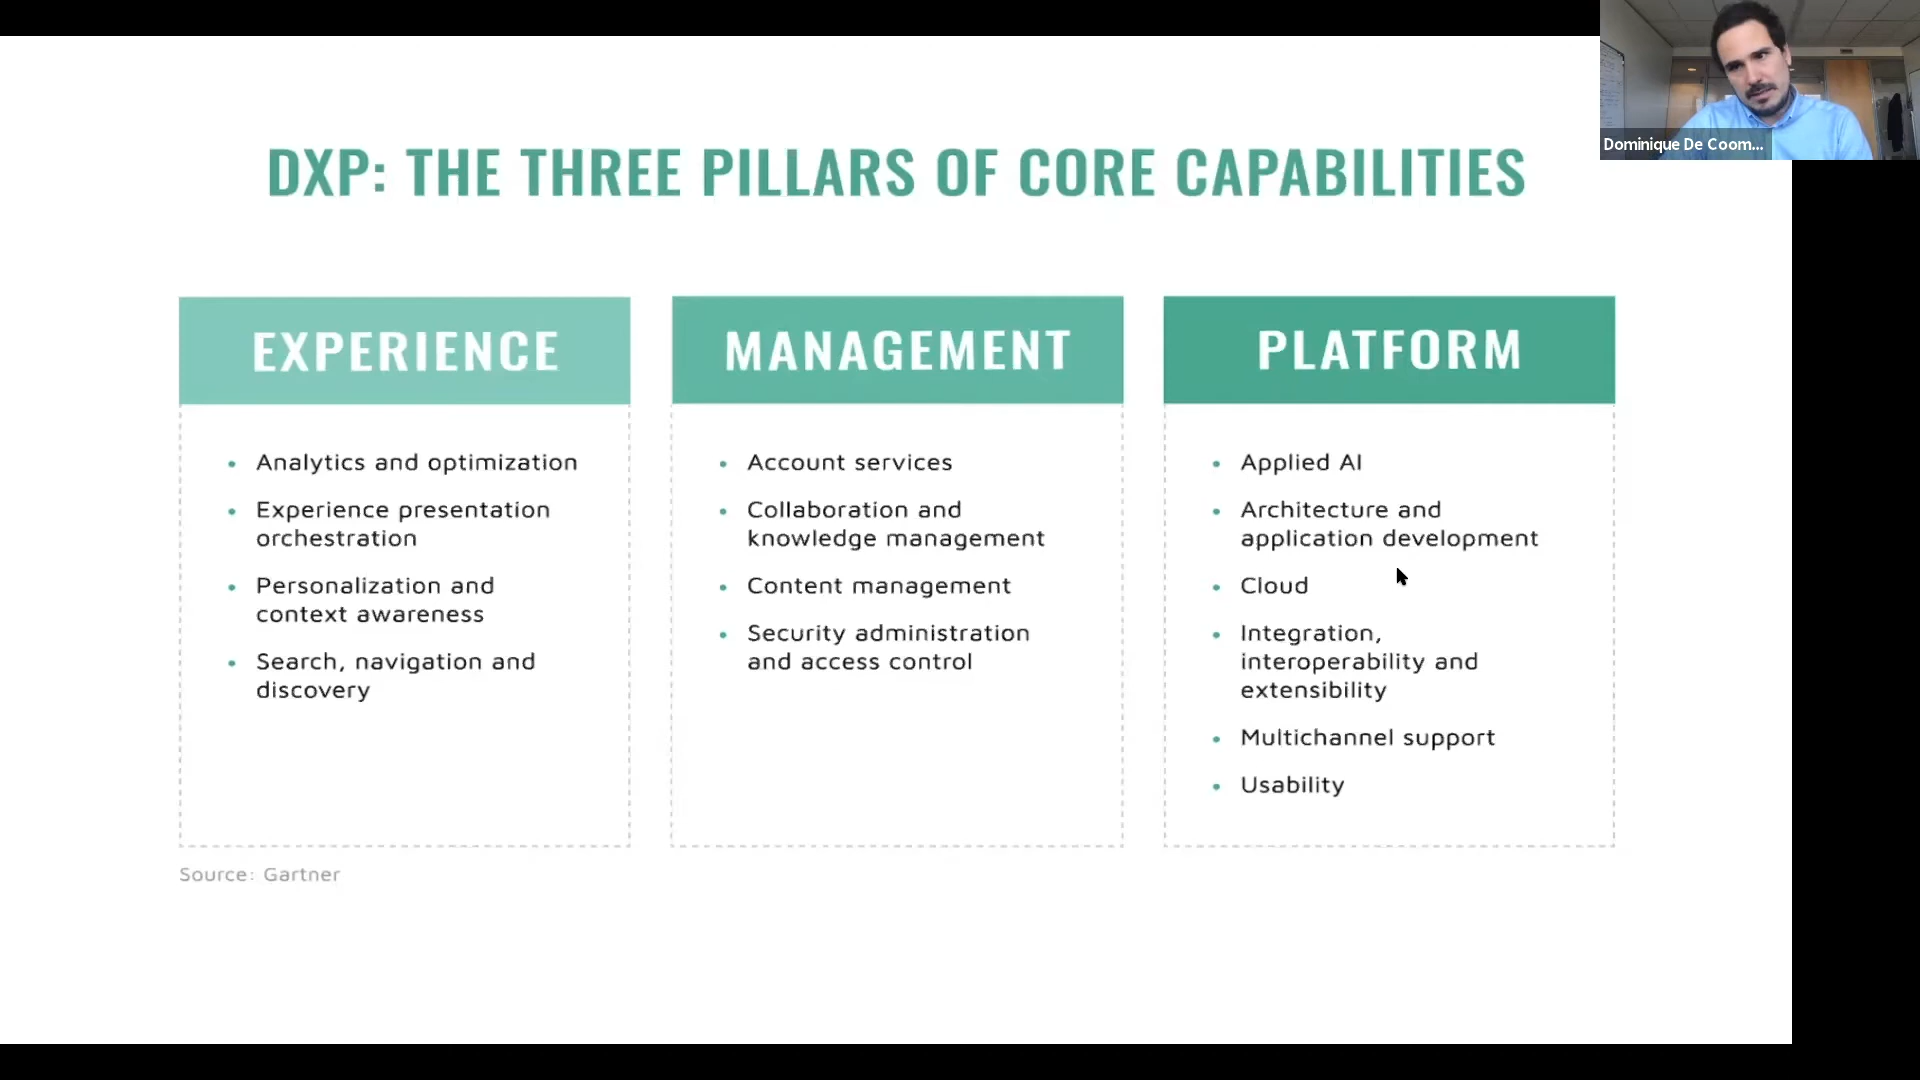 Dominique De Coom...
DXP: THE THREE PILLARS OF CORE CAPABILITIES
EXPERIENCE
• Analytics and optimization
• Experience presentation
orchestration
• Personalization and
context awareness
• Search, navigation and
discovery
MANAGEMENT
• Account services
• Collaboration and
knowledge management
• Content management
• Security administration
and access control
PLATFORM
• Applied AI
• Architecture and
application development
• Cloud
• Integration,
interoperability and
extensibility
• Multichannel support
• Usability
Source: Gartner